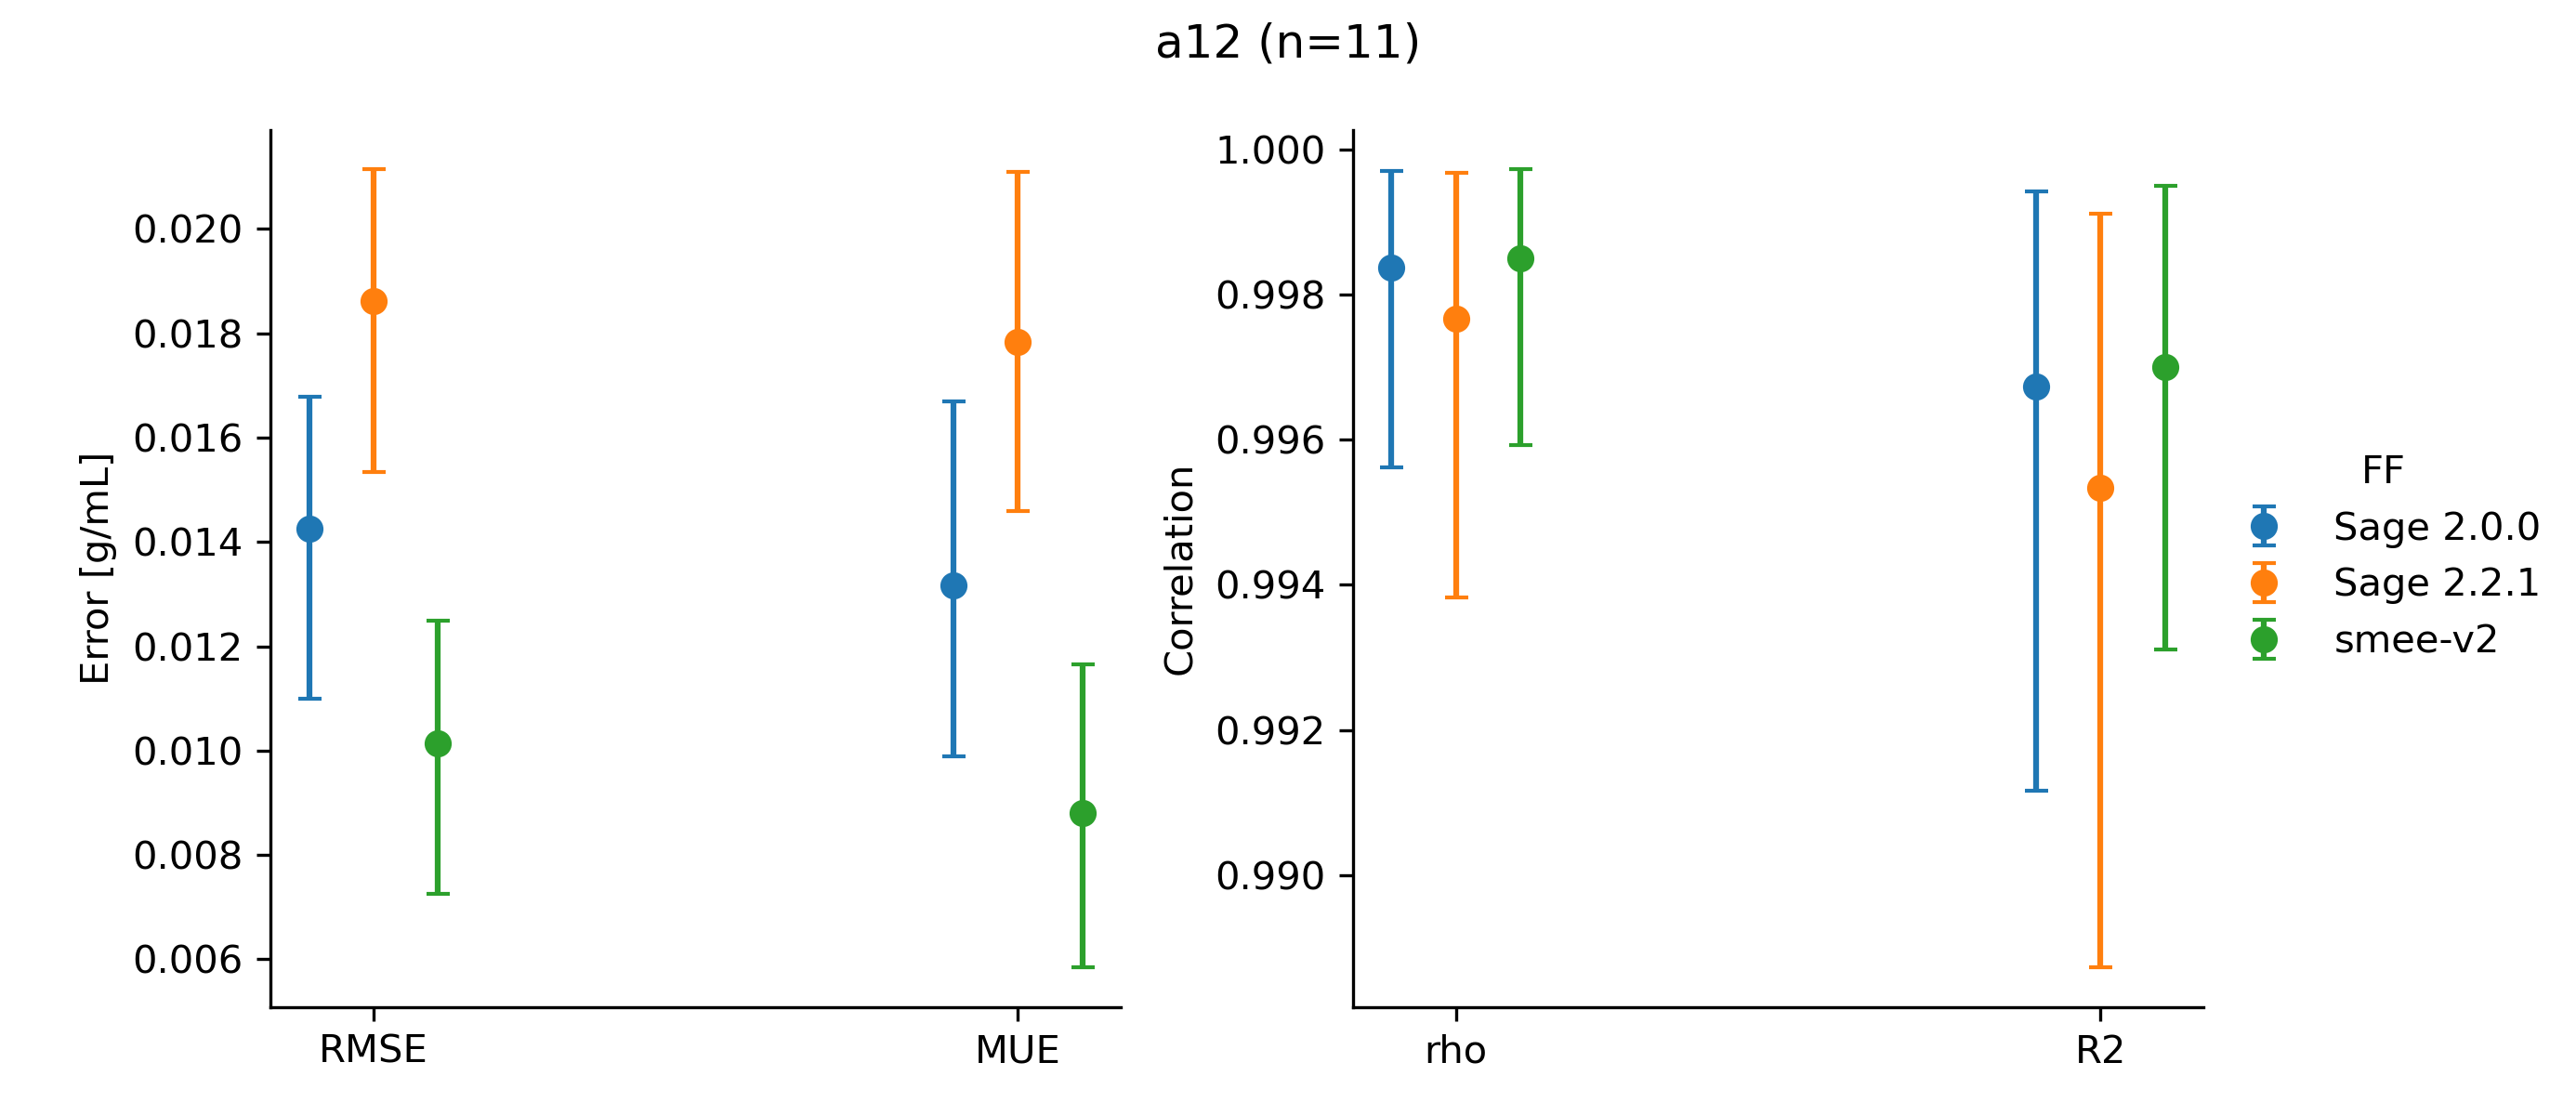 a12 (n=11)
Error [g/mL]
0.020
0.018
0.016
0.014
0.012
0.010
0.008
0.006
RMSE
MUE
Correlation
1.000
0.998
0.996
0.994
0.992
0.990
rho
R2
FF
Sage 2.0.0
Sage 2.2.1
smee-v2